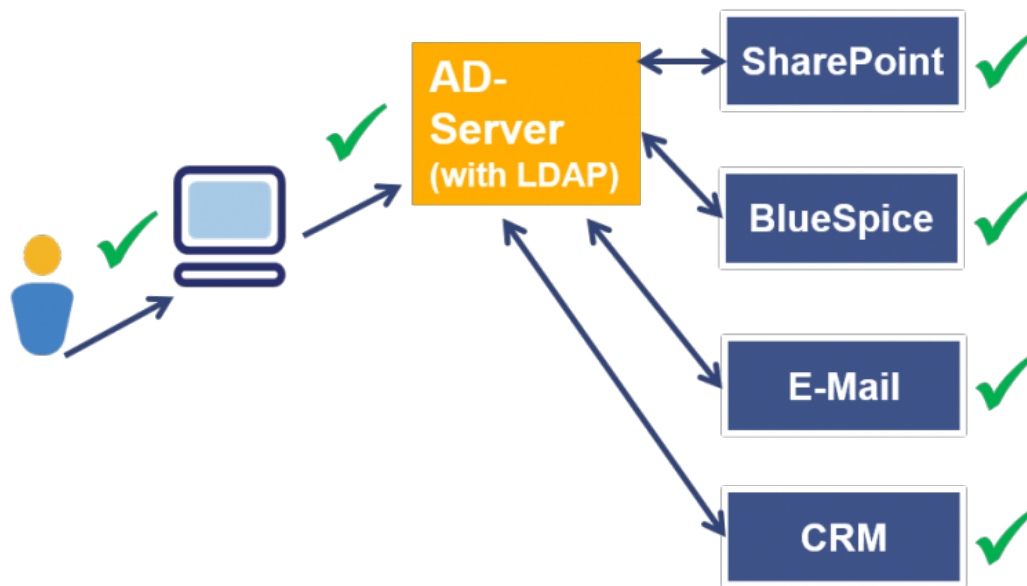 AD-
Server
(with LDAP)
SharePoint
BlueSpice
E-Mail
CRM